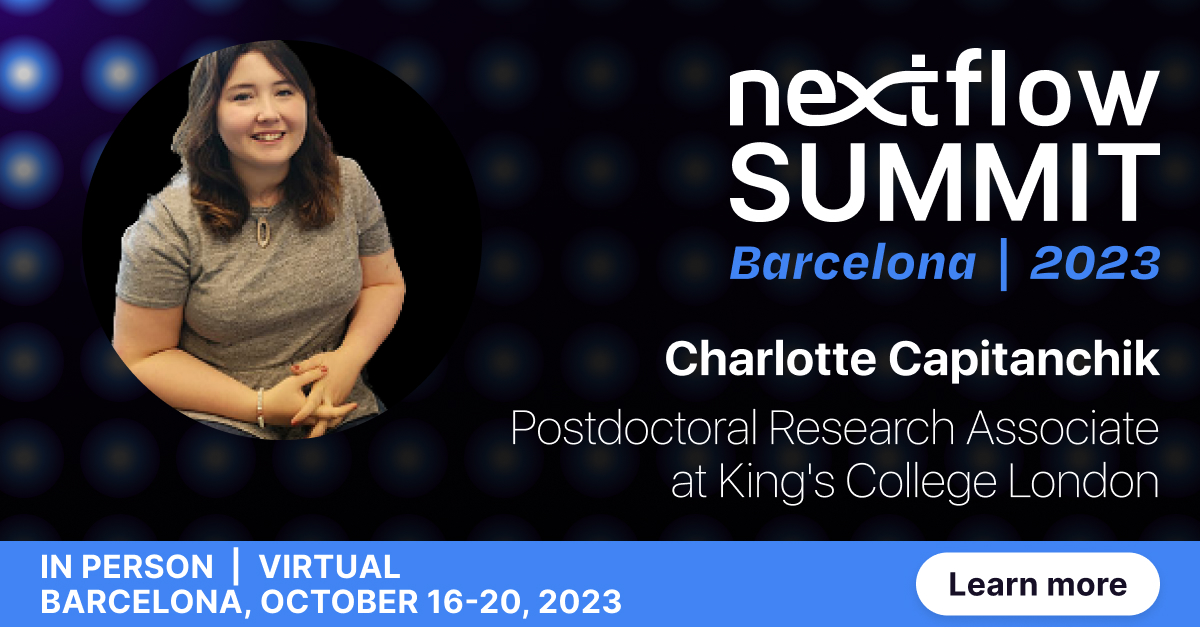 nextflow
SUMMIT
Barcelona | 2023
Charlotte Capitanchik
Postdoctoral Research Associate
at King's College London
IN PERSON | VIRTUAL
BARCELONA, OCTOBER 16-20, 2023
Learn more